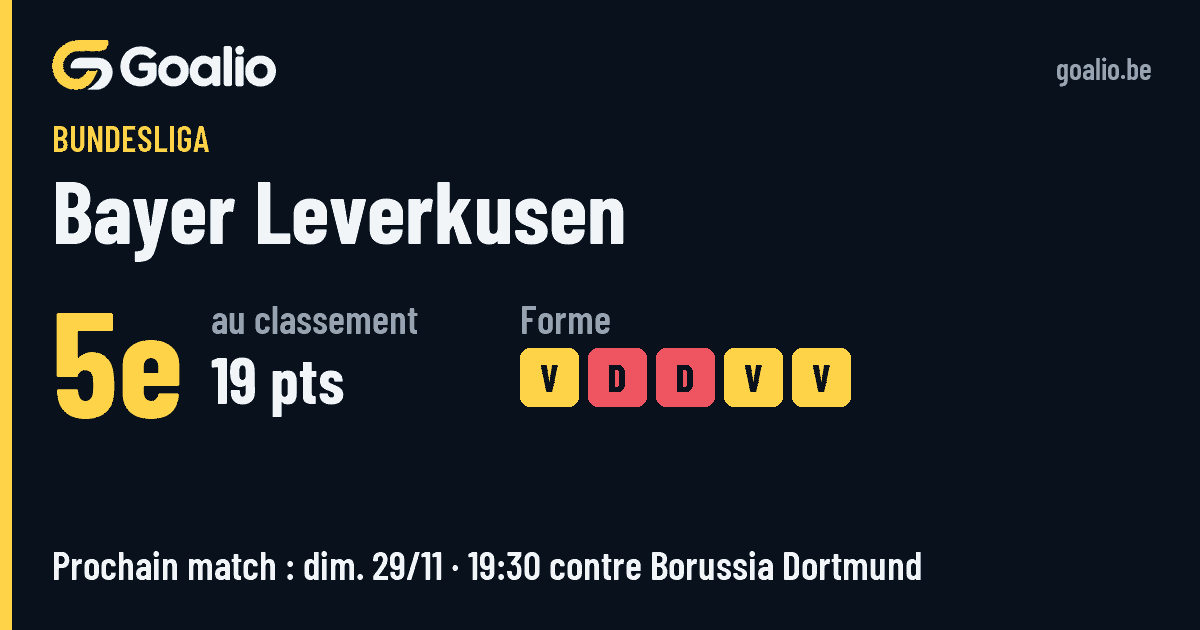 Goalio
goalio.be
BUNDESLIGA
Bayer Leverkusen
5e
au classement
19 pts
Forme
V D D V V
Prochain match : dim. 29/11 · 19:30 contre Borussia Dortmund